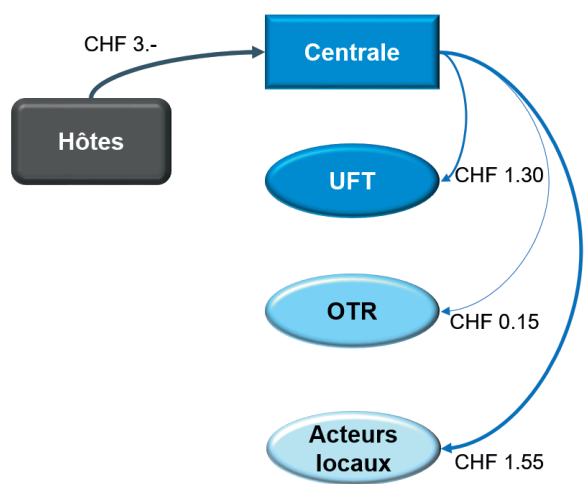 CHF 3.-
Centrale
Hôtes
UFT
CHF 1.30
OTR
CHF 0.15
Acteurs
locaux
CHF 1.55